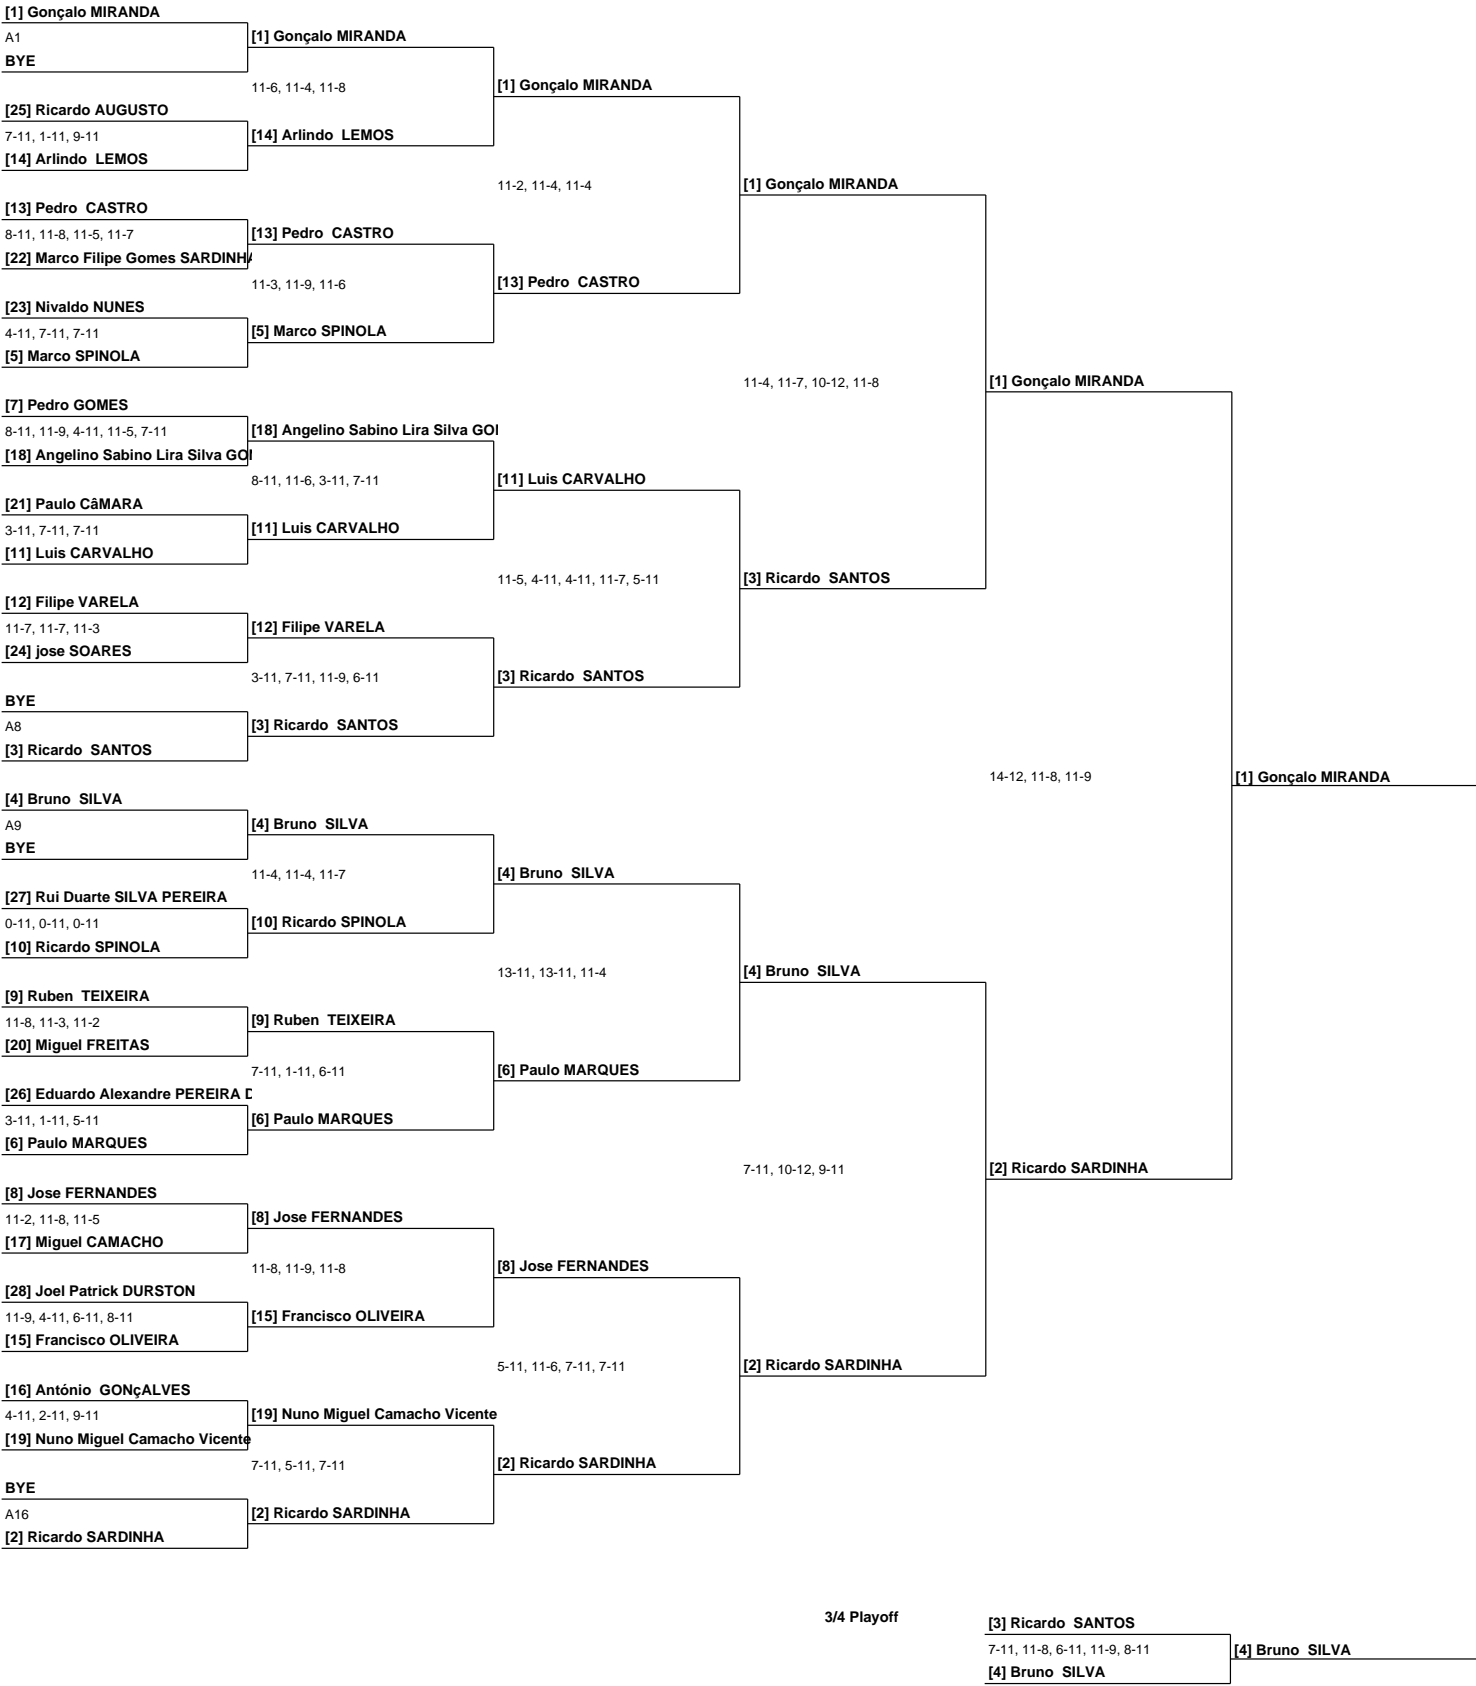 [1] Gonçalo MIRANDA
A1
[1] Gonçalo MIRANDA
BYE
11-6, 11-4, 11-8
[1] Gonçalo MIRANDA
[25] Ricardo AUGUSTO
7-11, 1-11, 9-11
[14] Arlindo LEMOS
[14] Arlindo LEMOS
11-2, 11-4, 11-4
[1] Gonçalo MIRANDA
[13] Pedro CASTRO
8-11, 11-8, 11-5, 11-7
[13] Pedro CASTRO
[22] Marco Filipe Gomes SARDINHA
11-3, 11-9, 11-6
[13] Pedro CASTRO
[23] Nivaldo NUNES
4-11, 7-11, 7-11
[5] Marco SPINOLA
[5] Marco SPINOLA
11-4, 11-7, 10-12, 11-8
[1] Gonçalo MIRANDA
[7] Pedro GOMES
8-11, 11-9, 4-11, 11-5, 7-11
[18] Angelino Sabino Lira Silva GOI
[18] Angelino Sabino Lira Silva GOI
8-11, 11-6, 3-11, 7-11
[11] Luis CARVALHO
[21] Paulo CâMARA
3-11, 7-11, 7-11
[11] Luis CARVALHO
[11] Luis CARVALHO
11-5, 4-11, 4-11, 11-7, 5-11
[3] Ricardo SANTOS
[12] Filipe VARELA
11-7, 11-7, 11-3
[12] Filipe VARELA
[24] jose SOARES
3-11, 7-11, 11-9, 6-11
[3] Ricardo SANTOS
BYE
A8
[3] Ricardo SANTOS
[3] Ricardo SANTOS
14-12, 11-8, 11-9
[1] Gonçalo MIRANDA
[4] Bruno SILVA
A9
[4] Bruno SILVA
BYE
11-4, 11-4, 11-7
[4] Bruno SILVA
[27] Rui Duarte SILVA PEREIRA
0-11, 0-11, 0-11
[10] Ricardo SPINOLA
[10] Ricardo SPINOLA
13-11, 13-11, 11-4
[4] Bruno SILVA
[9] Ruben TEIXEIRA
11-8, 11-3, 11-2
[9] Ruben TEIXEIRA
[20] Miguel FREITAS
7-11, 1-11, 6-11
[6] Paulo MARQUES
[26] Eduardo Alexandre PEREIRA D
3-11, 1-11, 5-11
[6] Paulo MARQUES
[6] Paulo MARQUES
7-11, 10-12, 9-11
[2] Ricardo SARDINHA
[8] Jose FERNANDES
11-2, 11-8, 11-5
[8] Jose FERNANDES
[17] Miguel CAMACHO
11-8, 11-9, 11-8
[8] Jose FERNANDES
[28] Joel Patrick DURSTON
11-9, 4-11, 6-11, 8-11
[15] Francisco OLIVEIRA
[15] Francisco OLIVEIRA
5-11, 11-6, 7-11, 7-11
[2] Ricardo SARDINHA
[16] António GONçALVES
4-11, 2-11, 9-11
[19] Nuno Miguel Camacho Vicente
[19] Nuno Miguel Camacho Vicente
7-11, 5-11, 7-11
[2] Ricardo SARDINHA
BYE
A16
[2] Ricardo SARDINHA
[2] Ricardo SARDINHA
3/4 Playoff
[3] Ricardo SANTOS
7-11, 11-8, 6-11, 11-9, 8-11
[4] Bruno SILVA
[4] Bruno SILVA